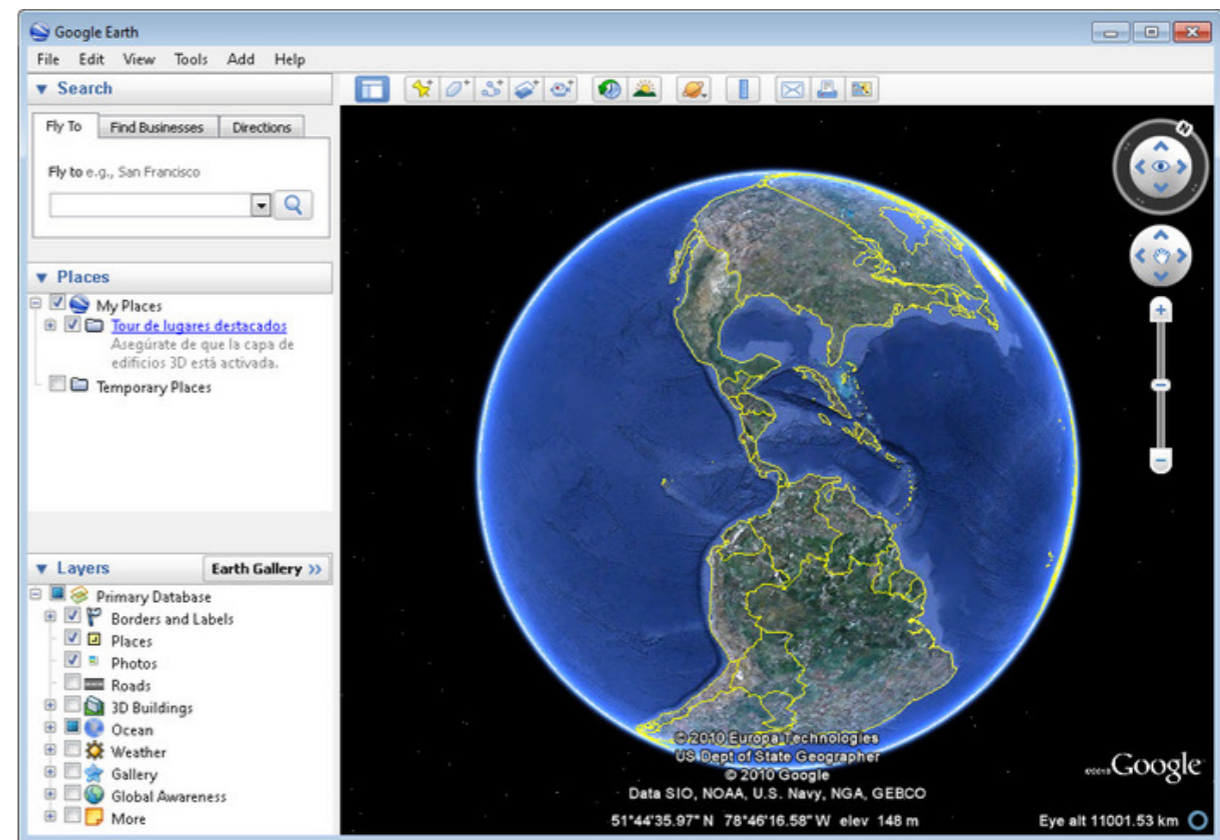 Google Earth
File Edit View Tools Add Help
Search
Fly To Find Businesses Directions
Fly to e.g., San Francisco
Places
My Places
Tour de lugares destacados
Asegúrate de que la capa de
edificios 3D está activada.
Temporary Places
Layers Earth Gallery >>
Primary Database
Borders and Labels
Places
Photos
Roads
3D Buildings
Ocean
Weather
Gallery
Global Awareness
More
N
© 2010 Europa Technologies
US Dept of State Geographer
© 2010 Google
Data SIO, NOAA, U.S. Navy, NGA, GEBCO
©2010 Google
51°44'35.97" N 78°46'16.58" W elev 148 m Eye alt 11001.53 km